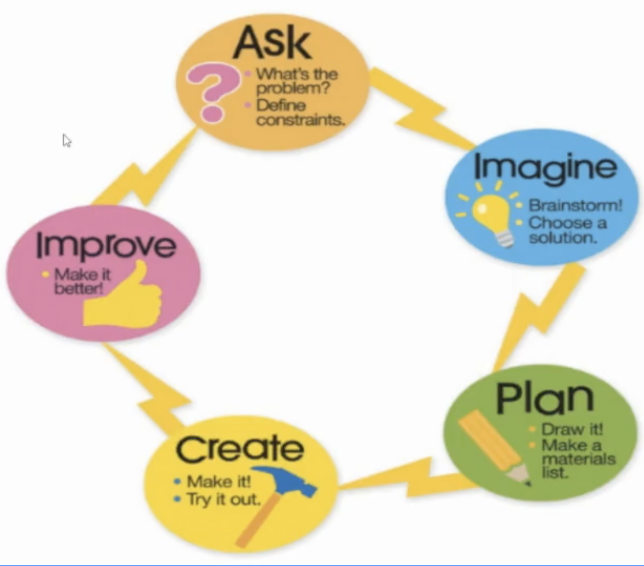 Ask
What's the
problem?
Define
constraints.
Imagine
Brainstorm!
Choose a
solution.
Plan
Draw it!
Make a
materials
list.
Create
Make it!
Try it out.
Improve
Make it
better!